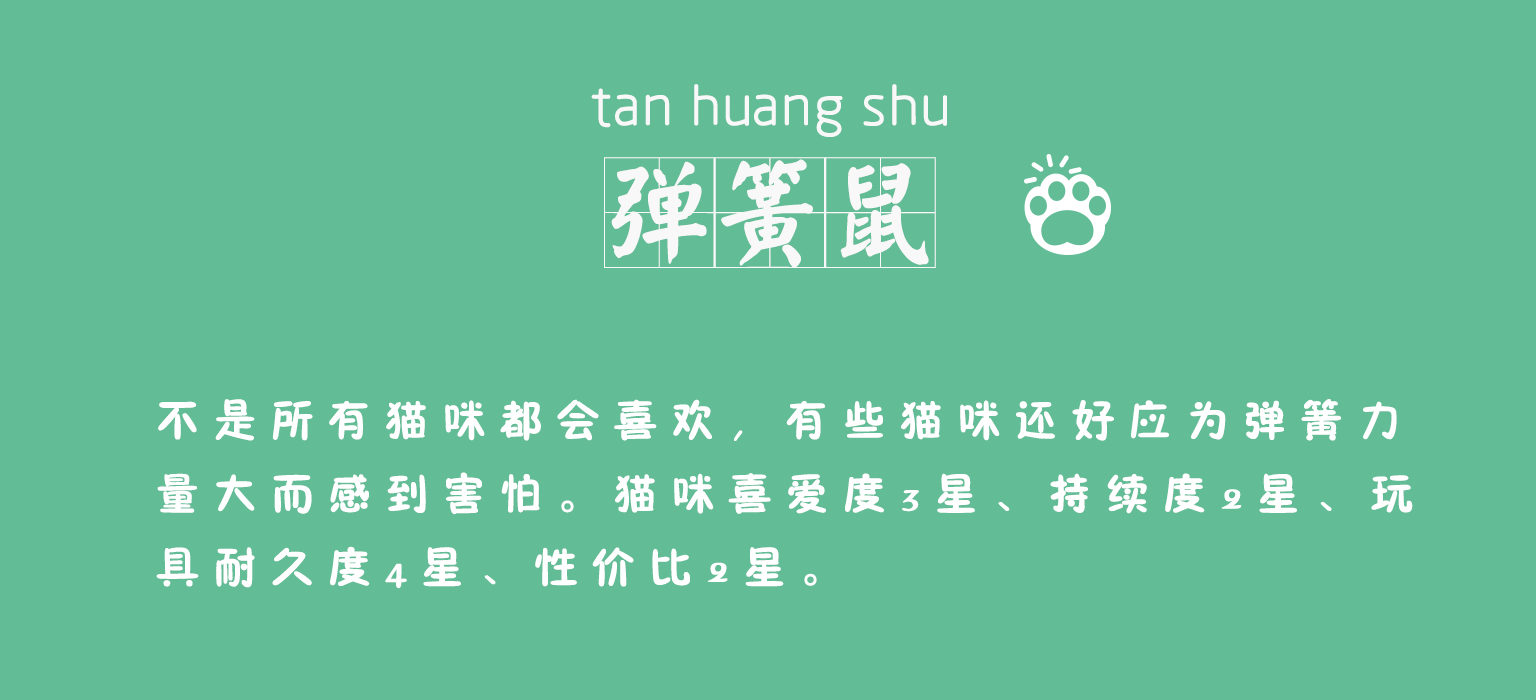 tan huang shu
弹簧鼠
不是所有猫咪都会喜欢，有些猫咪还好应为弹簧力
量大而感到害怕。猫咪喜爱度3星、持续度2星、玩
具耐久度4星、性价比2星。